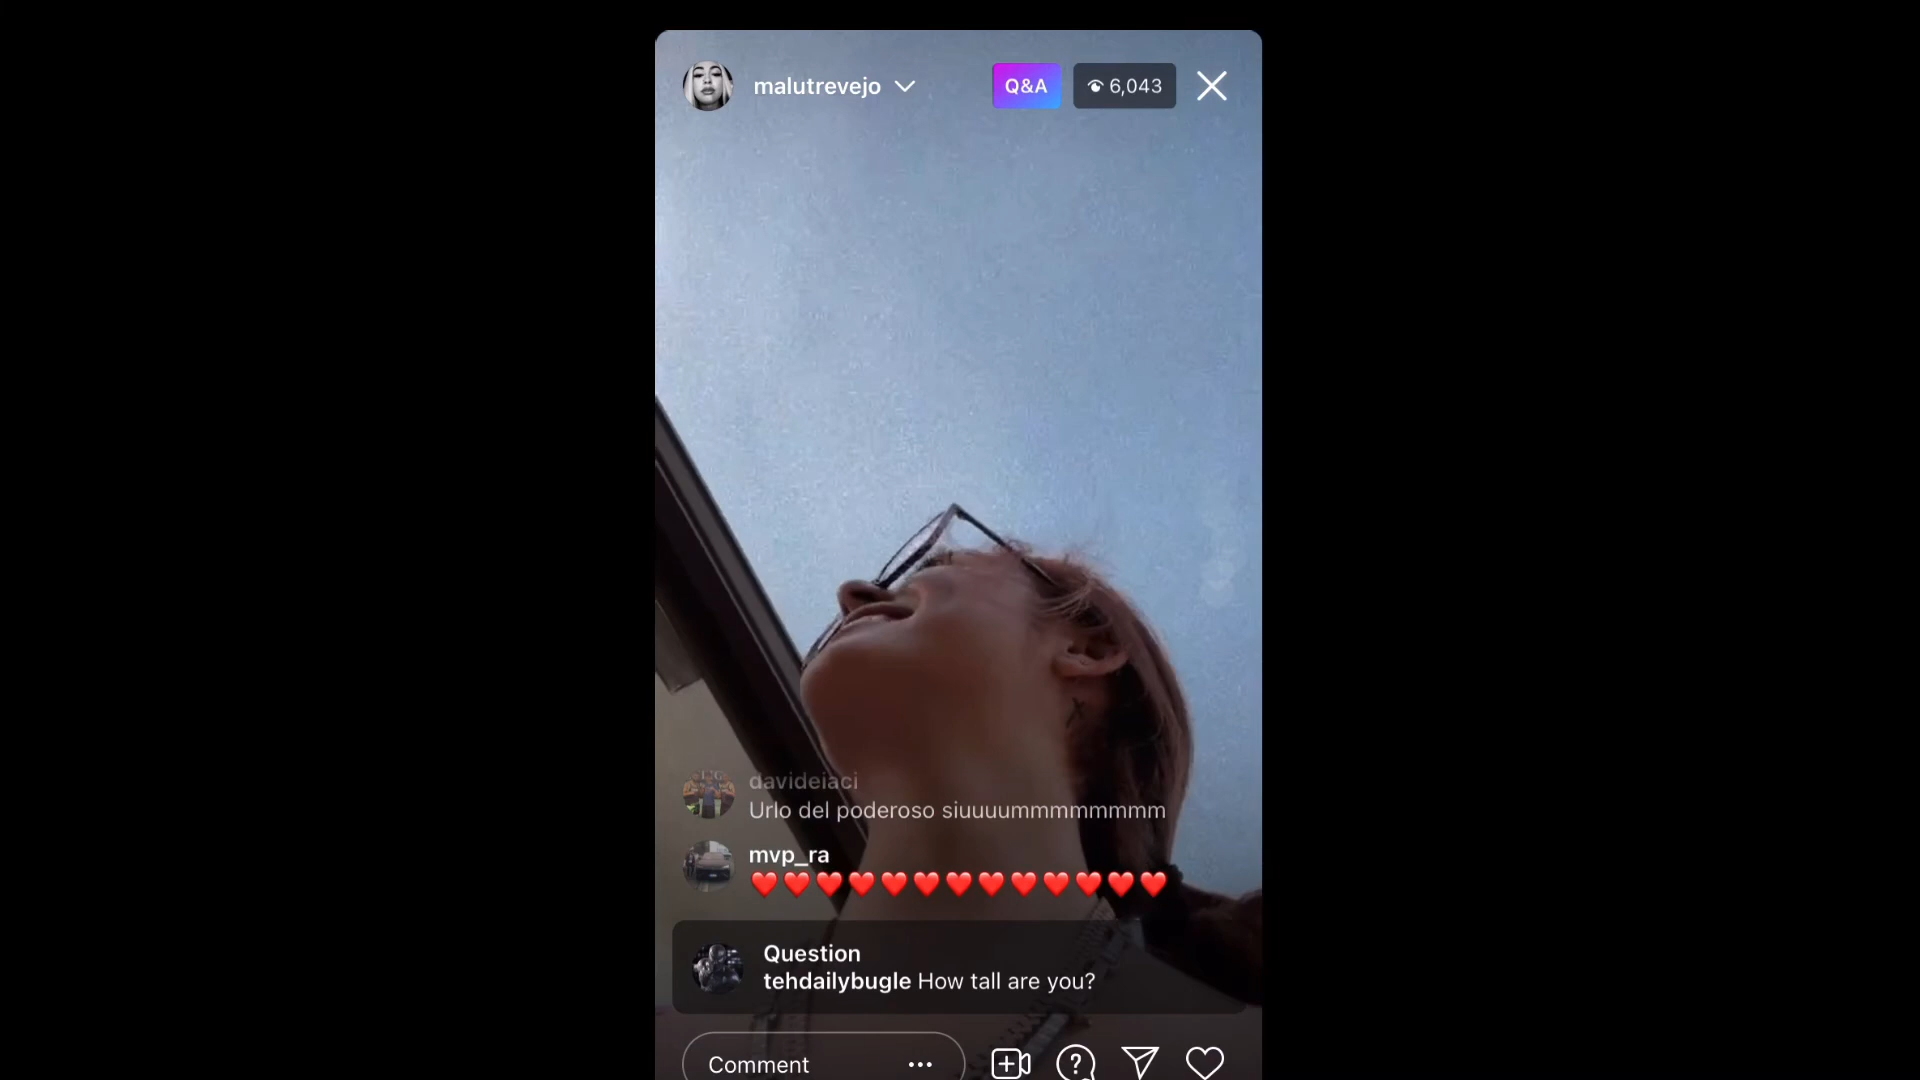 malutrevejo
Q&A
6,043
davideiaci
Urlo del poderoso siuuuummmmmmmm
mvp_ra
❤️❤️❤️❤️❤️❤️❤️❤️❤️❤️❤️❤️❤️
Question
tehdailybugle How tall are you?
Comment